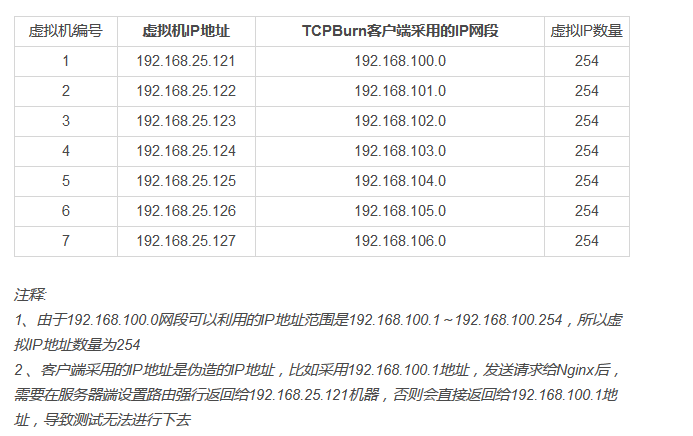 虚拟机编号 虚拟机IP地址 TCPBurn客户端采用的IP网段 虚拟IP数量
1 192.168.25.121 192.168.100.0 254
2 192.168.25.122 192.168.101.0 254
3 192.168.25.123 192.168.102.0 254
4 192.168.25.124 192.168.103.0 254
5 192.168.25.125 192.168.104.0 254
6 192.168.25.126 192.168.105.0 254
7 192.168.25.127 192.168.106.0 254
注释:
1、由于192.168.100.0网段可以利用的IP地址范围是192.168.100.1～192.168.100.254，所以虚
拟IP地址数量为254
2 、客户端采用的IP地址是伪造的IP地址，比如采用192.168.100.1地址，发送请求给Nginx后，
需要在服务器端设置路由强行返回给192.168.25.121机器，否则会直接返回给192.168.100.1地
址，导致测试无法进行下去